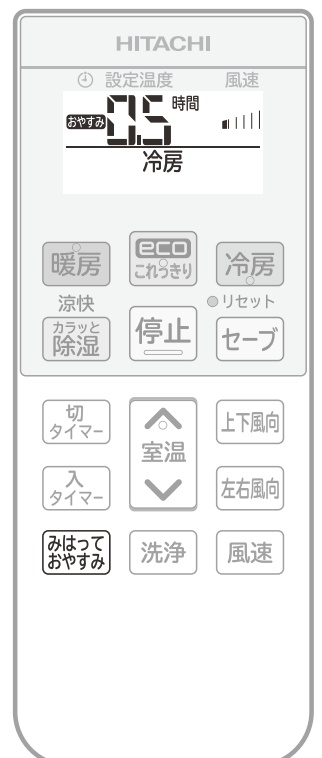 HITACHI
設定温度 風速
おやすみ 0.5 時間
冷房
暖房 eco これっきり 冷房
涼快 リセット
カラッと 除湿 停止 セーブ
切 タイマー 室温 上下風向
入 タイマー 左右風向
みはって おやすみ 洗浄 風速